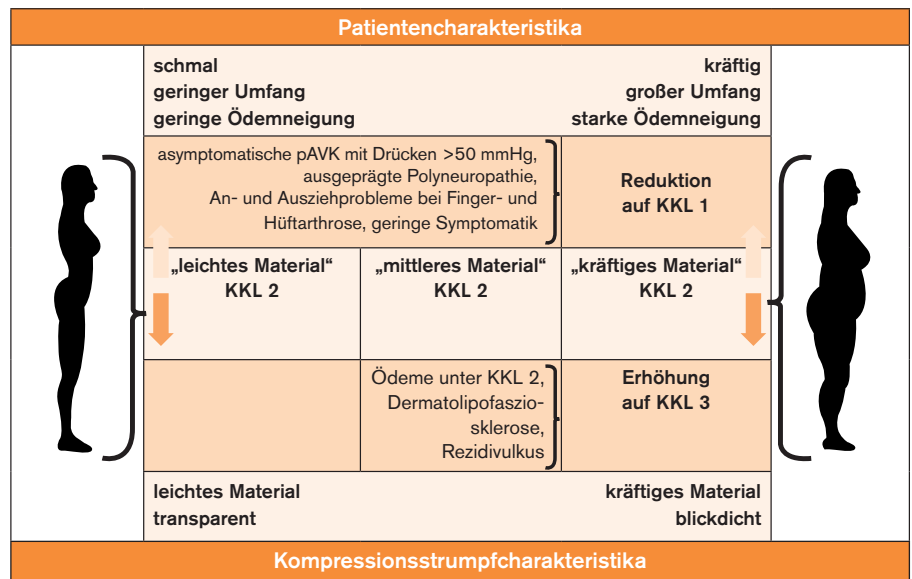 Patientencharakteristika
schmal
geringer Umfang
geringe Ödemneigung
kräftig
großer Umfang
starke Ödemneigung
asymptomatische pAVK mit Drücken >50 mmHg,
ausgeprägte Polyneuropathie,
An- und Ausziehprobleme bei Finger- und
Hüftarthrose, geringe Symptomatik
Reduktion
auf KKL 1
„leichtes Material“
KKL 2
„mittleres Material“
KKL 2
„kräftiges Material“
KKL 2
Ödeme unter KKL 2,
Dermatolipofaszio-
sklerose,
Rezidivulkus
Erhöhung
auf KKL 3
leichtes Material
transparent
kräftiges Material
blickdicht
Kompressionsstrumpfcharakteristika